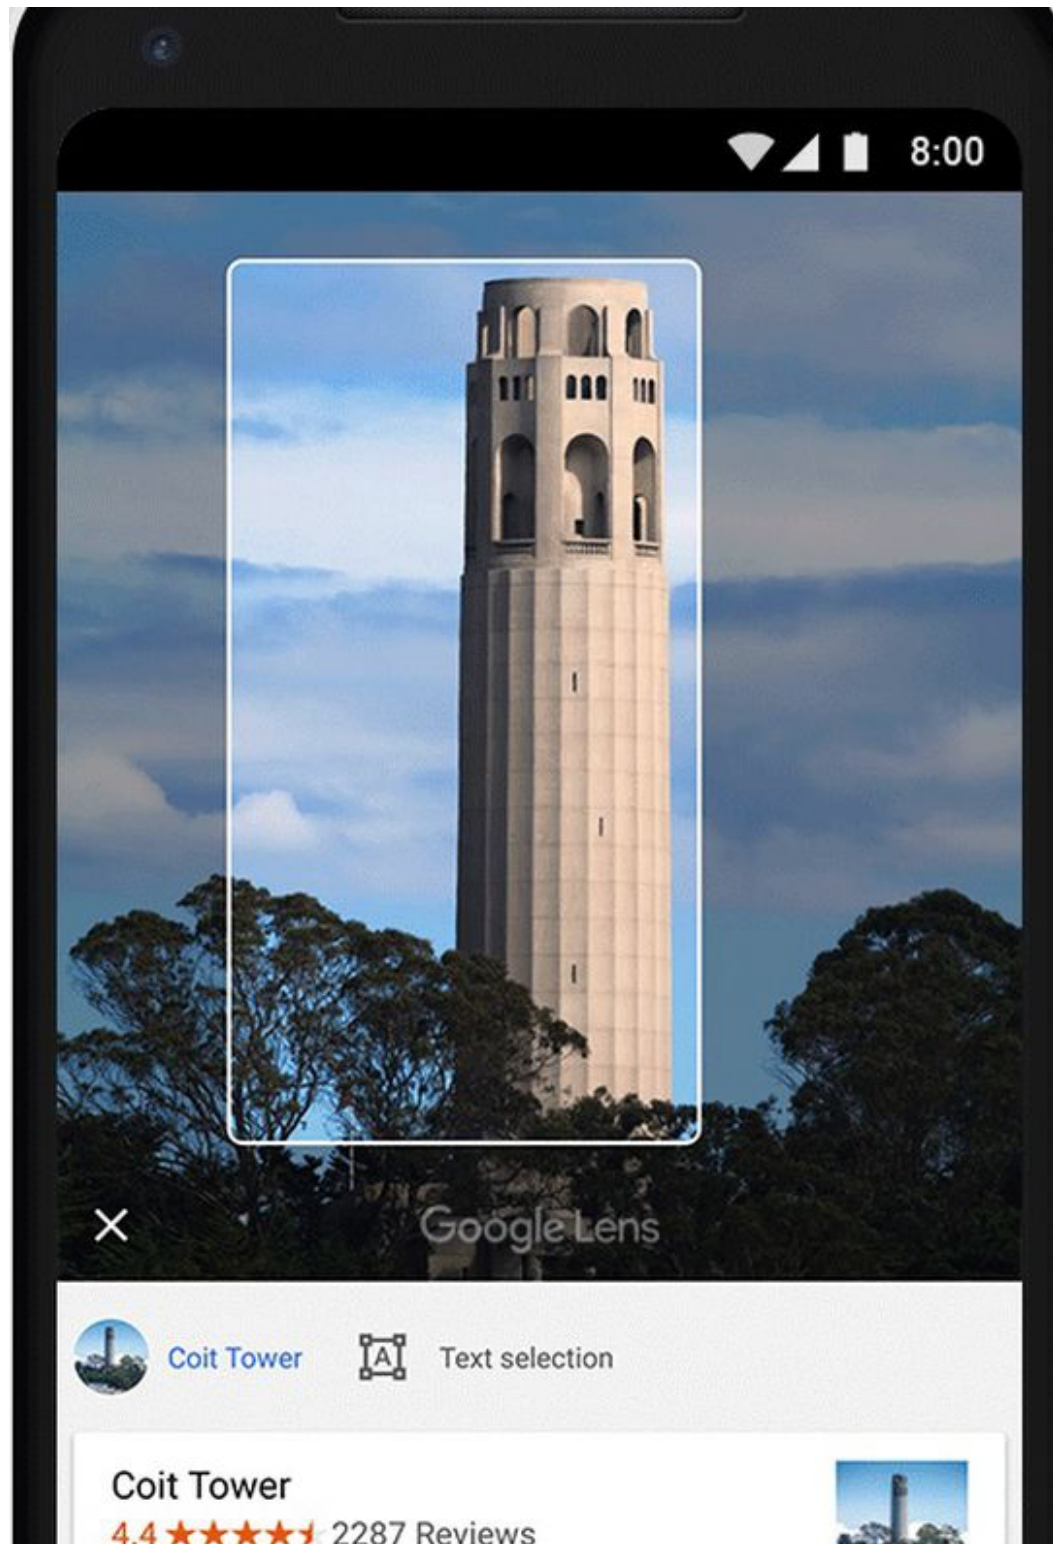 8:00
Google Lens
Coit Tower
Text selection
Coit Tower
4.4 2287 Reviews